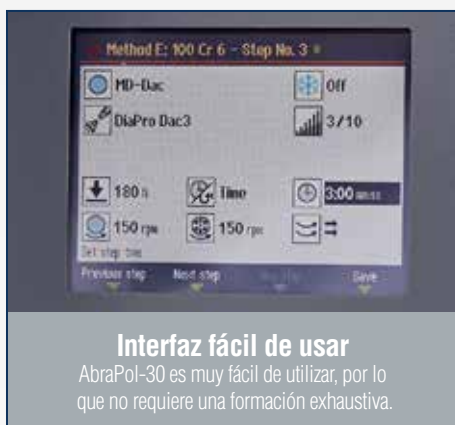 Method E: 100 Cr 6 - Step No. 3
MD-Dac
Off
DiaPro Dac3
3/10
180 N
Time
3:00
150 rpm
150 rpm
Set step time
Previous step Next step Save
Interfaz fácil de usar
AbraPol-30 es muy fácil de utilizar, por lo
que no requiere una formación exhaustiva.